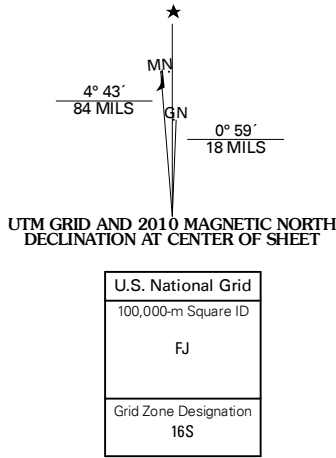 ★
MN
4° 43´
84 MILS
GN
0° 59´
18 MILS
UTM GRID AND 2010 MAGNETIC NORTH
DECLINATION AT CENTER OF SHEET
U.S. National Grid
100,000-m Square ID
FJ
Grid Zone Designation
16S